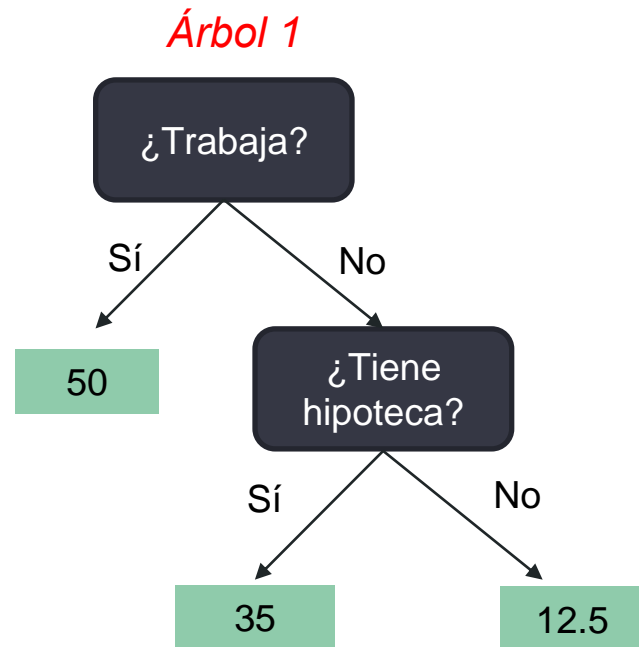 Árbol 1
¿Trabaja?
Sí
No
50
¿Tiene
hipoteca?
Sí
No
35
12.5